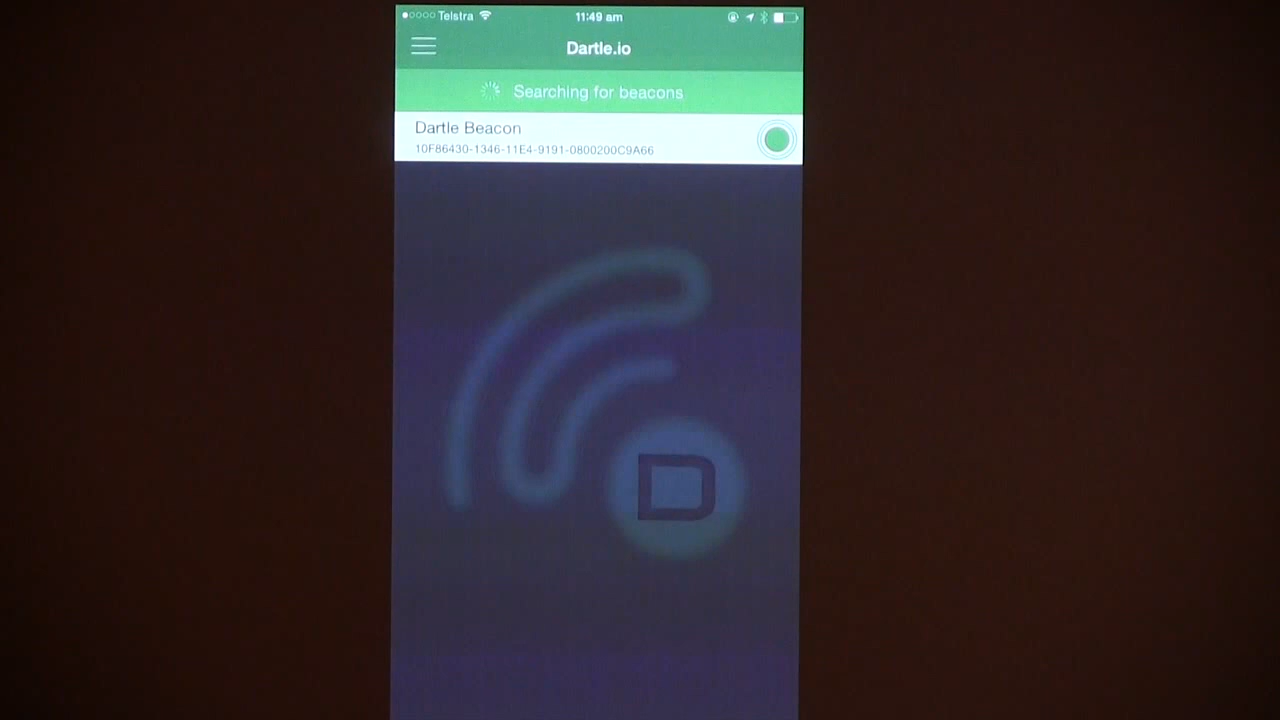 Telstra 11:49 am
Dartle.io
Searching for beacons
Dartle Beacon
10F86430-1346-11E4-9191-0800200C9A66
D